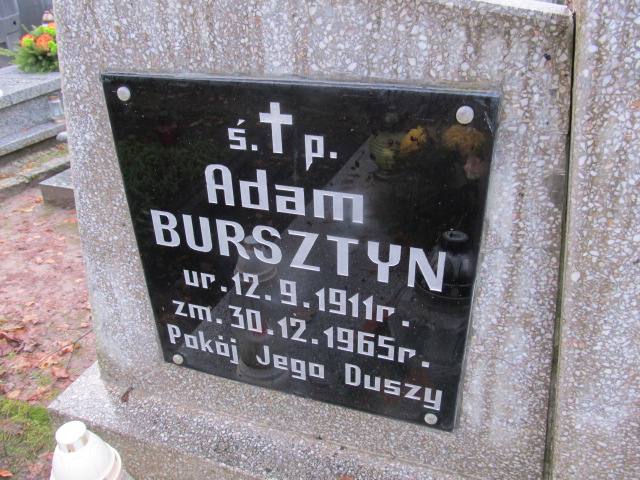 ś. p.
Adam
BURSZTYN
ur. 12. 9. 1911r.
zm. 30. 12. 1965r.
Pokój Jego Duszy